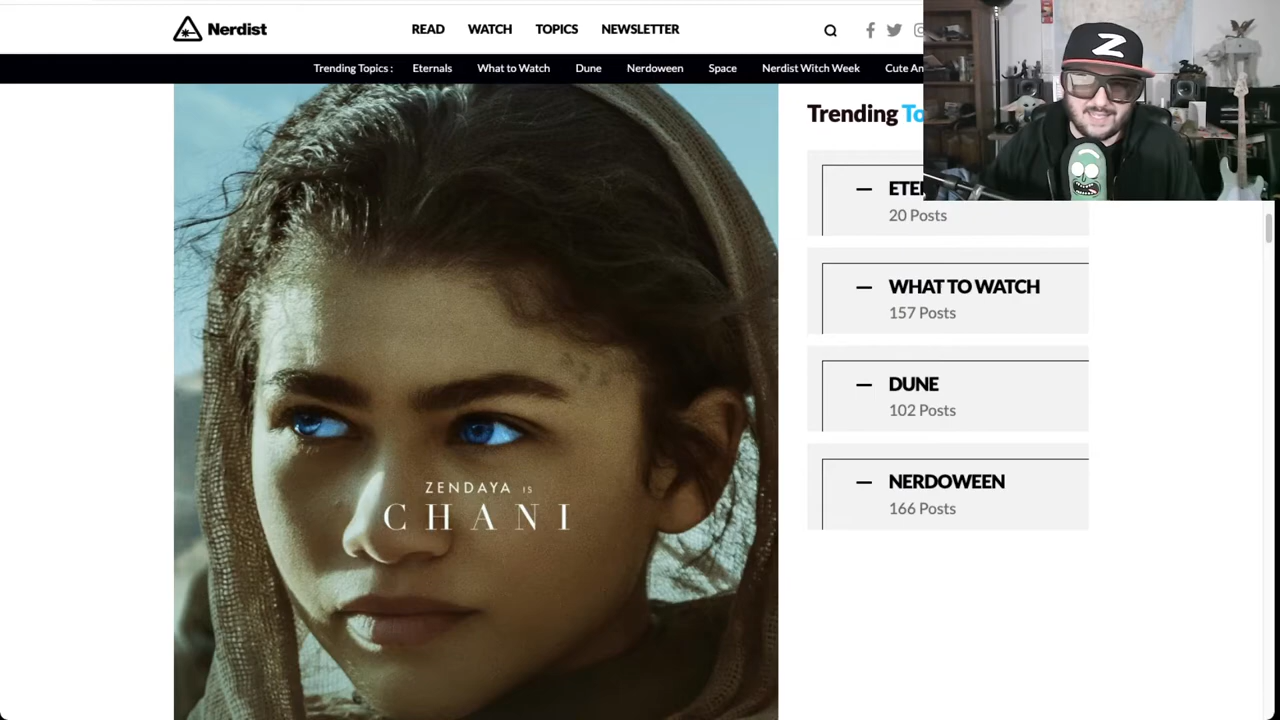 Nerdist
READ
WATCH
TOPICS
NEWSLETTER
Trending Topics :
Eternals
What to Watch
Dune
Nerdoween
Space
Nerdist Witch Week
Cute
Trending
Z
20 Posts
WHAT TO WATCH
157 Posts
DUNE
102 Posts
NERDOWEEN
166 Posts
ZENDAYA IS
CHANI